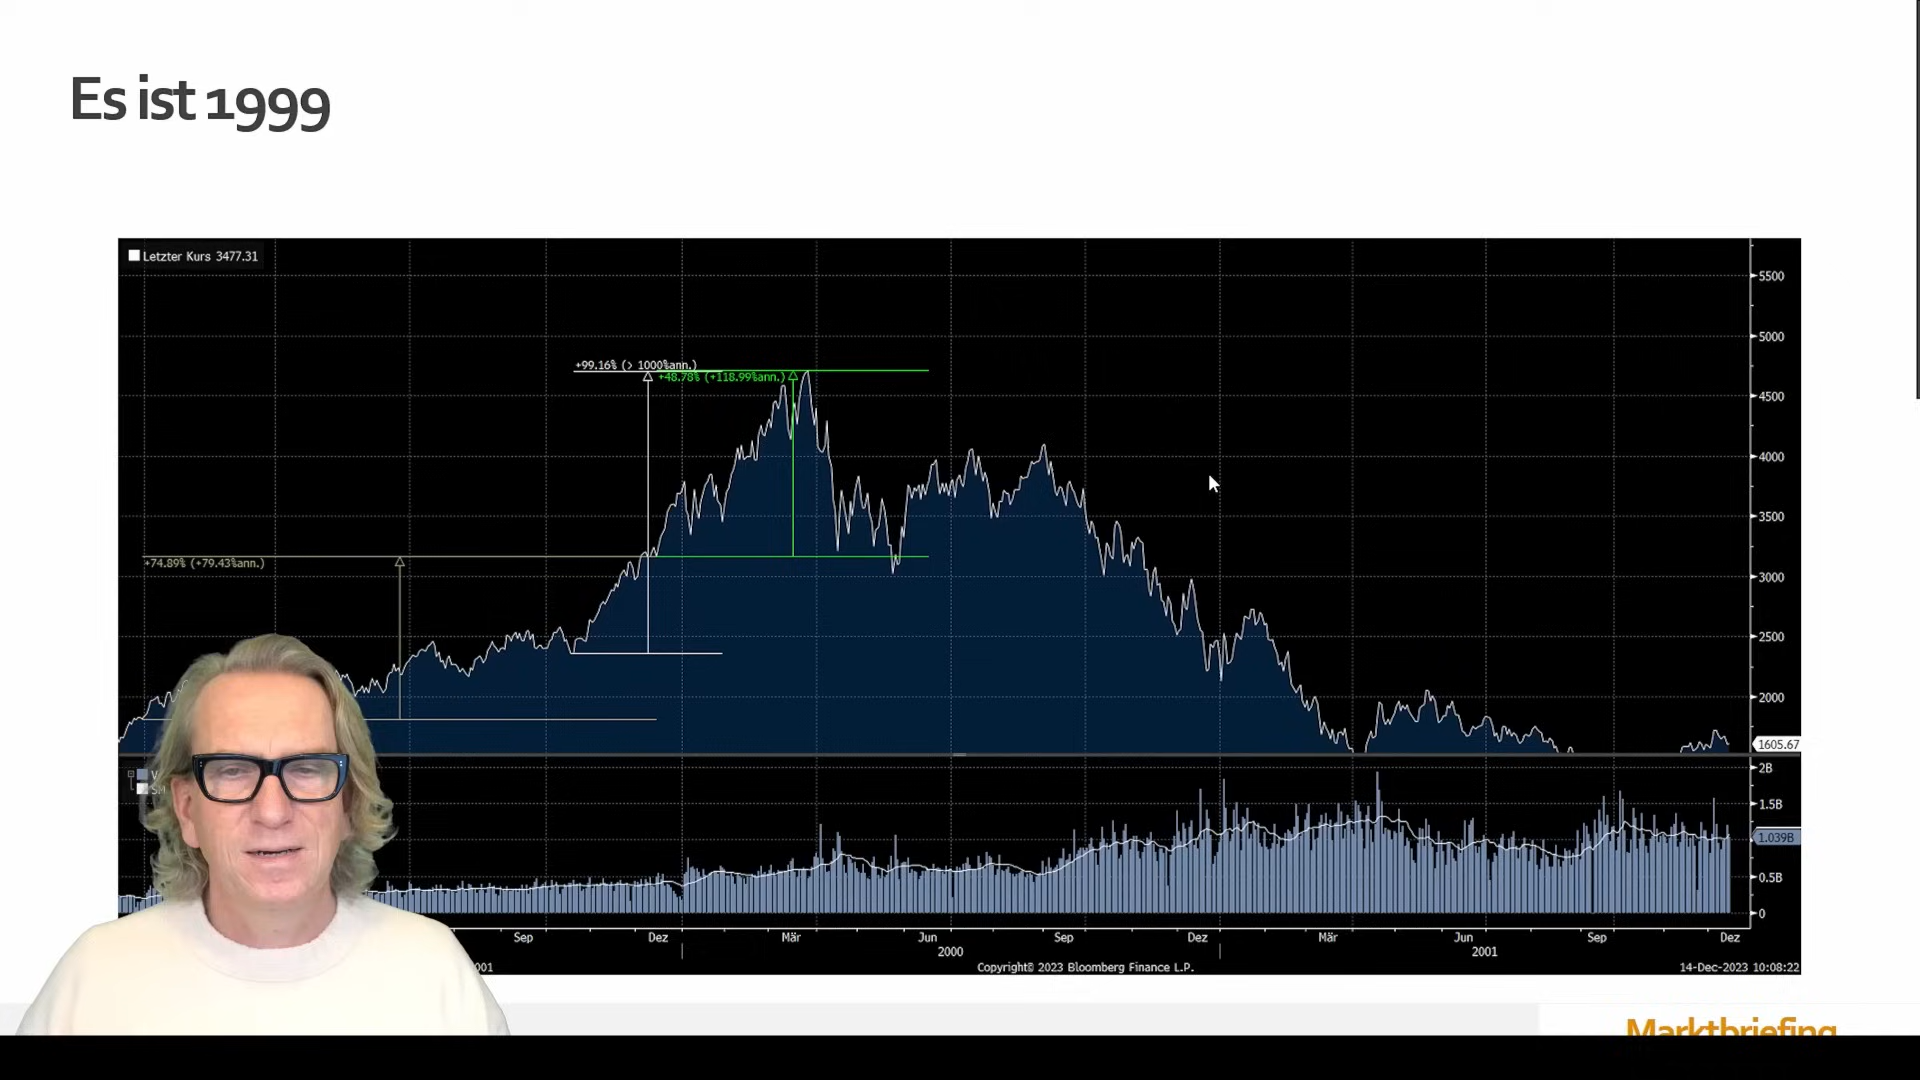 Es ist 1999
Letzter Kurs 3477.31
5500
5000
+99.16% (> 1000%ann.)
+48.78% (+118.99%ann.)
4500
4000
3500
+74.89% (+79.43%ann.)
3000
2500
2000
1605.67
2B
1.5B
1.039B
0.5B
0
Sep Dez Mär Jun Sep Dez Mär Jun Sep Dez
2000 2001
001 Copyright© 2023 Bloomberg Finance L.P. 14-Dec-2023 10:08:22
Marktbriefing